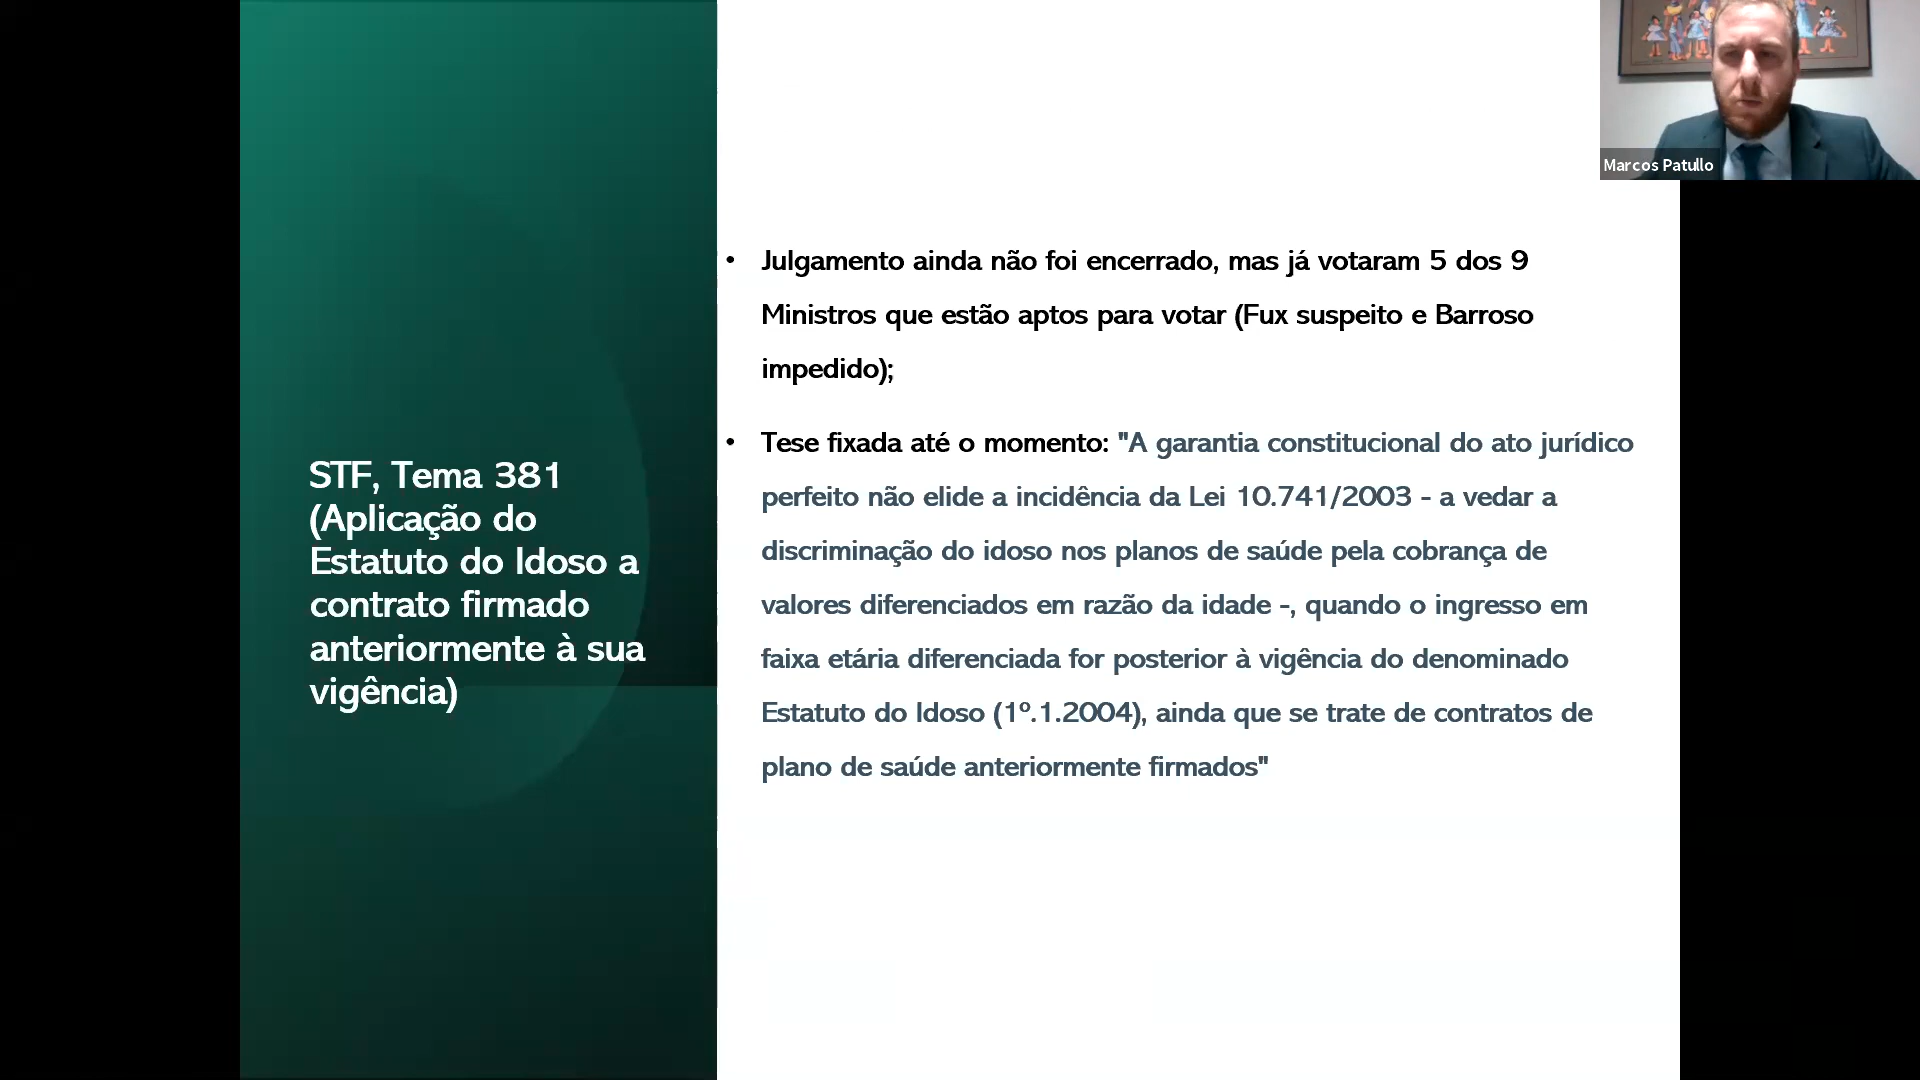 STF, Tema 381
(Aplicação do
Estatuto do Idoso a
contrato firmado
anteriormente à sua
vigência)
• Julgamento ainda não foi encerrado, mas já votaram 5 dos 9
Ministros que estão aptos para votar (Fux suspeito e Barroso
impedido);
• Tese fixada até o momento: "A garantia constitucional do ato jurídico
perfeito não elide a incidência da Lei 10.741/2003 - a vedar a
discriminação do idoso nos planos de saúde pela cobrança de
valores diferenciados em razão da idade -, quando o ingresso em
faixa etária diferenciada for posterior à vigência do denominado
Estatuto do Idoso (1º.1.2004), ainda que se trate de contratos de
plano de saúde anteriormente firmados"
Marcos Patullo